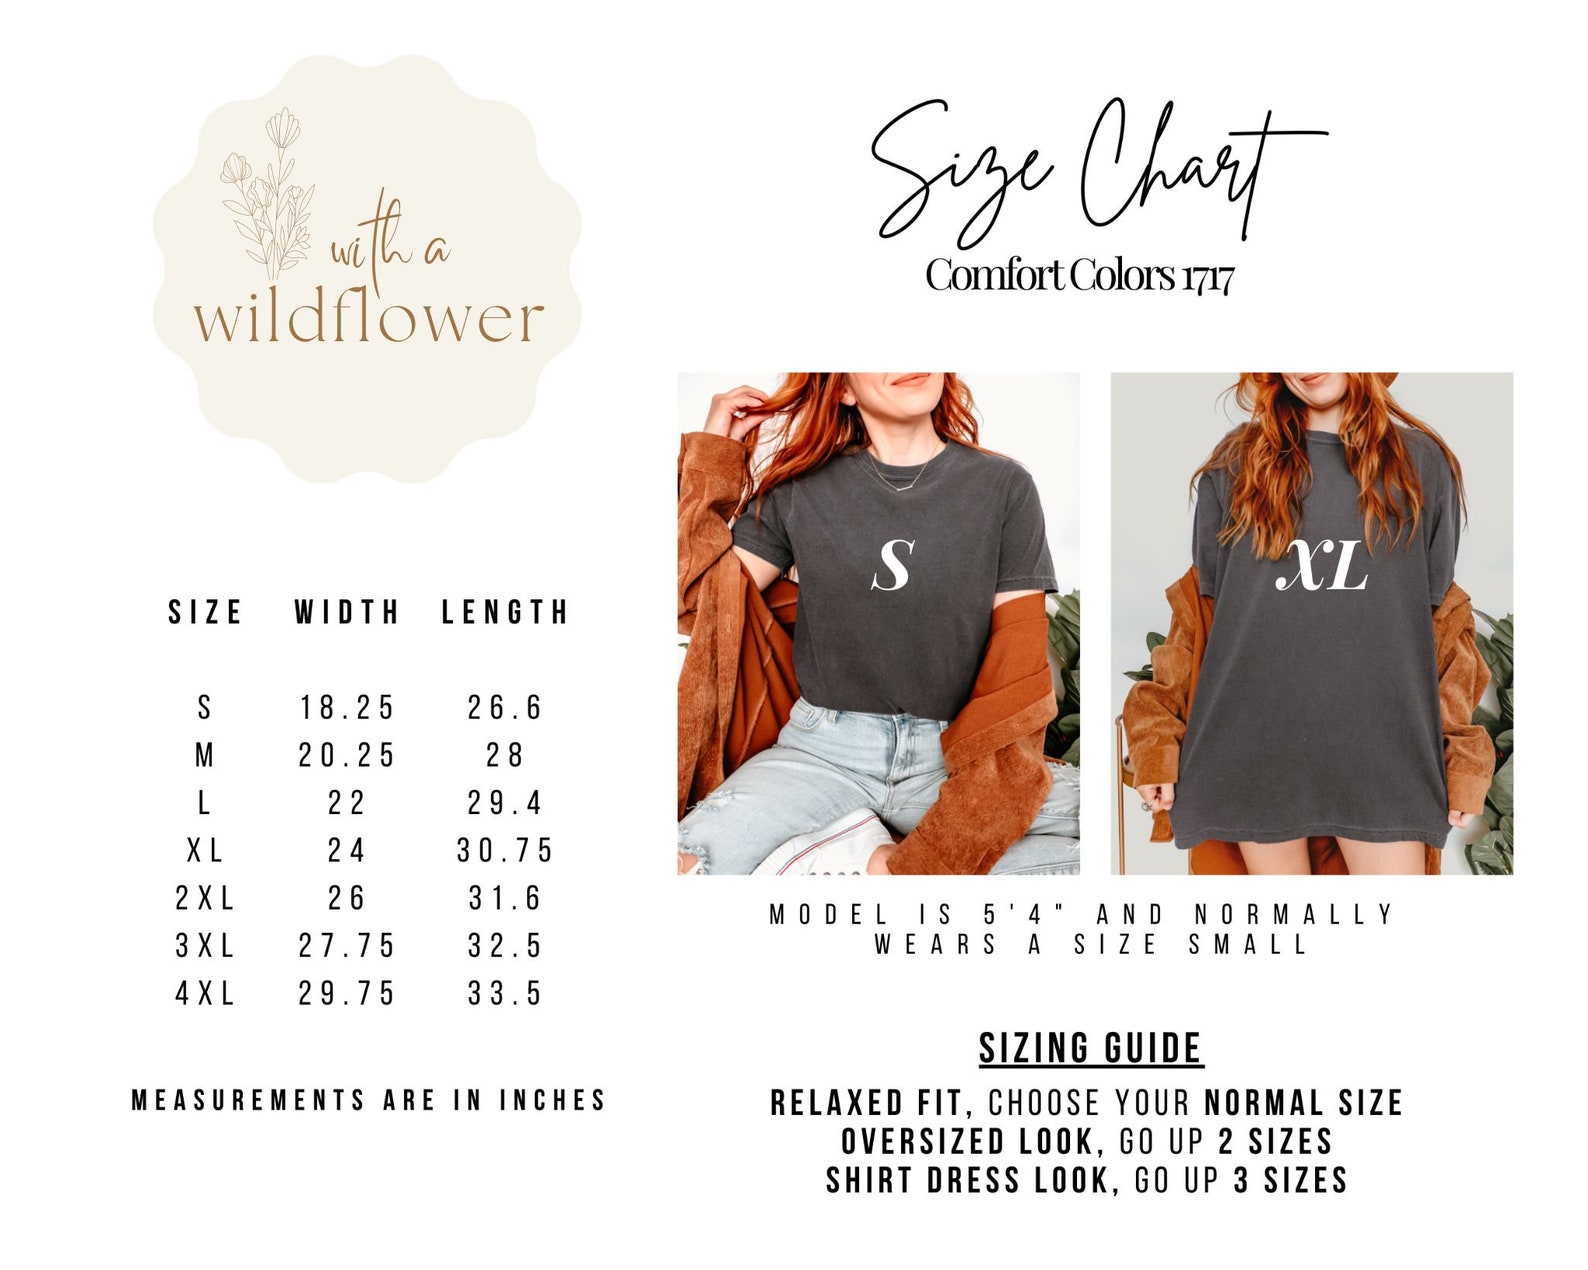 with a
wildflower
Size Chart
Comfort Colors 1717
S
XL
SIZE WIDTH LENGTH
S 18.25 26.6
M 20.25 28
L 22 29.4
XL 24 30.75
2XL 26 31.6
3XL 27.75 32.5
4XL 29.75 33.5
MEASUREMENTS ARE IN INCHES
MODEL IS 5'4" AND NORMALLY
WEARS A SIZE SMALL
SIZING GUIDE
RELAXED FIT, CHOOSE YOUR NORMAL SIZE
OVERSIZED LOOK, GO UP 2 SIZES
SHIRT DRESS LOOK, GO UP 3 SIZES